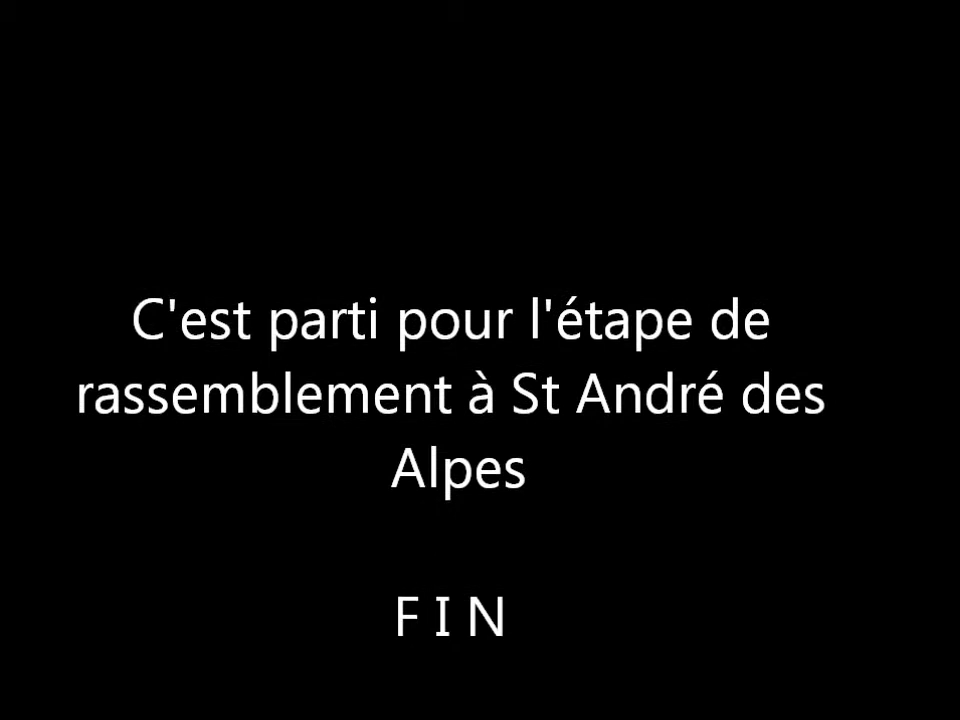 C'est parti pour l'étape de
rassemblement à St André des
Alpes
F I N